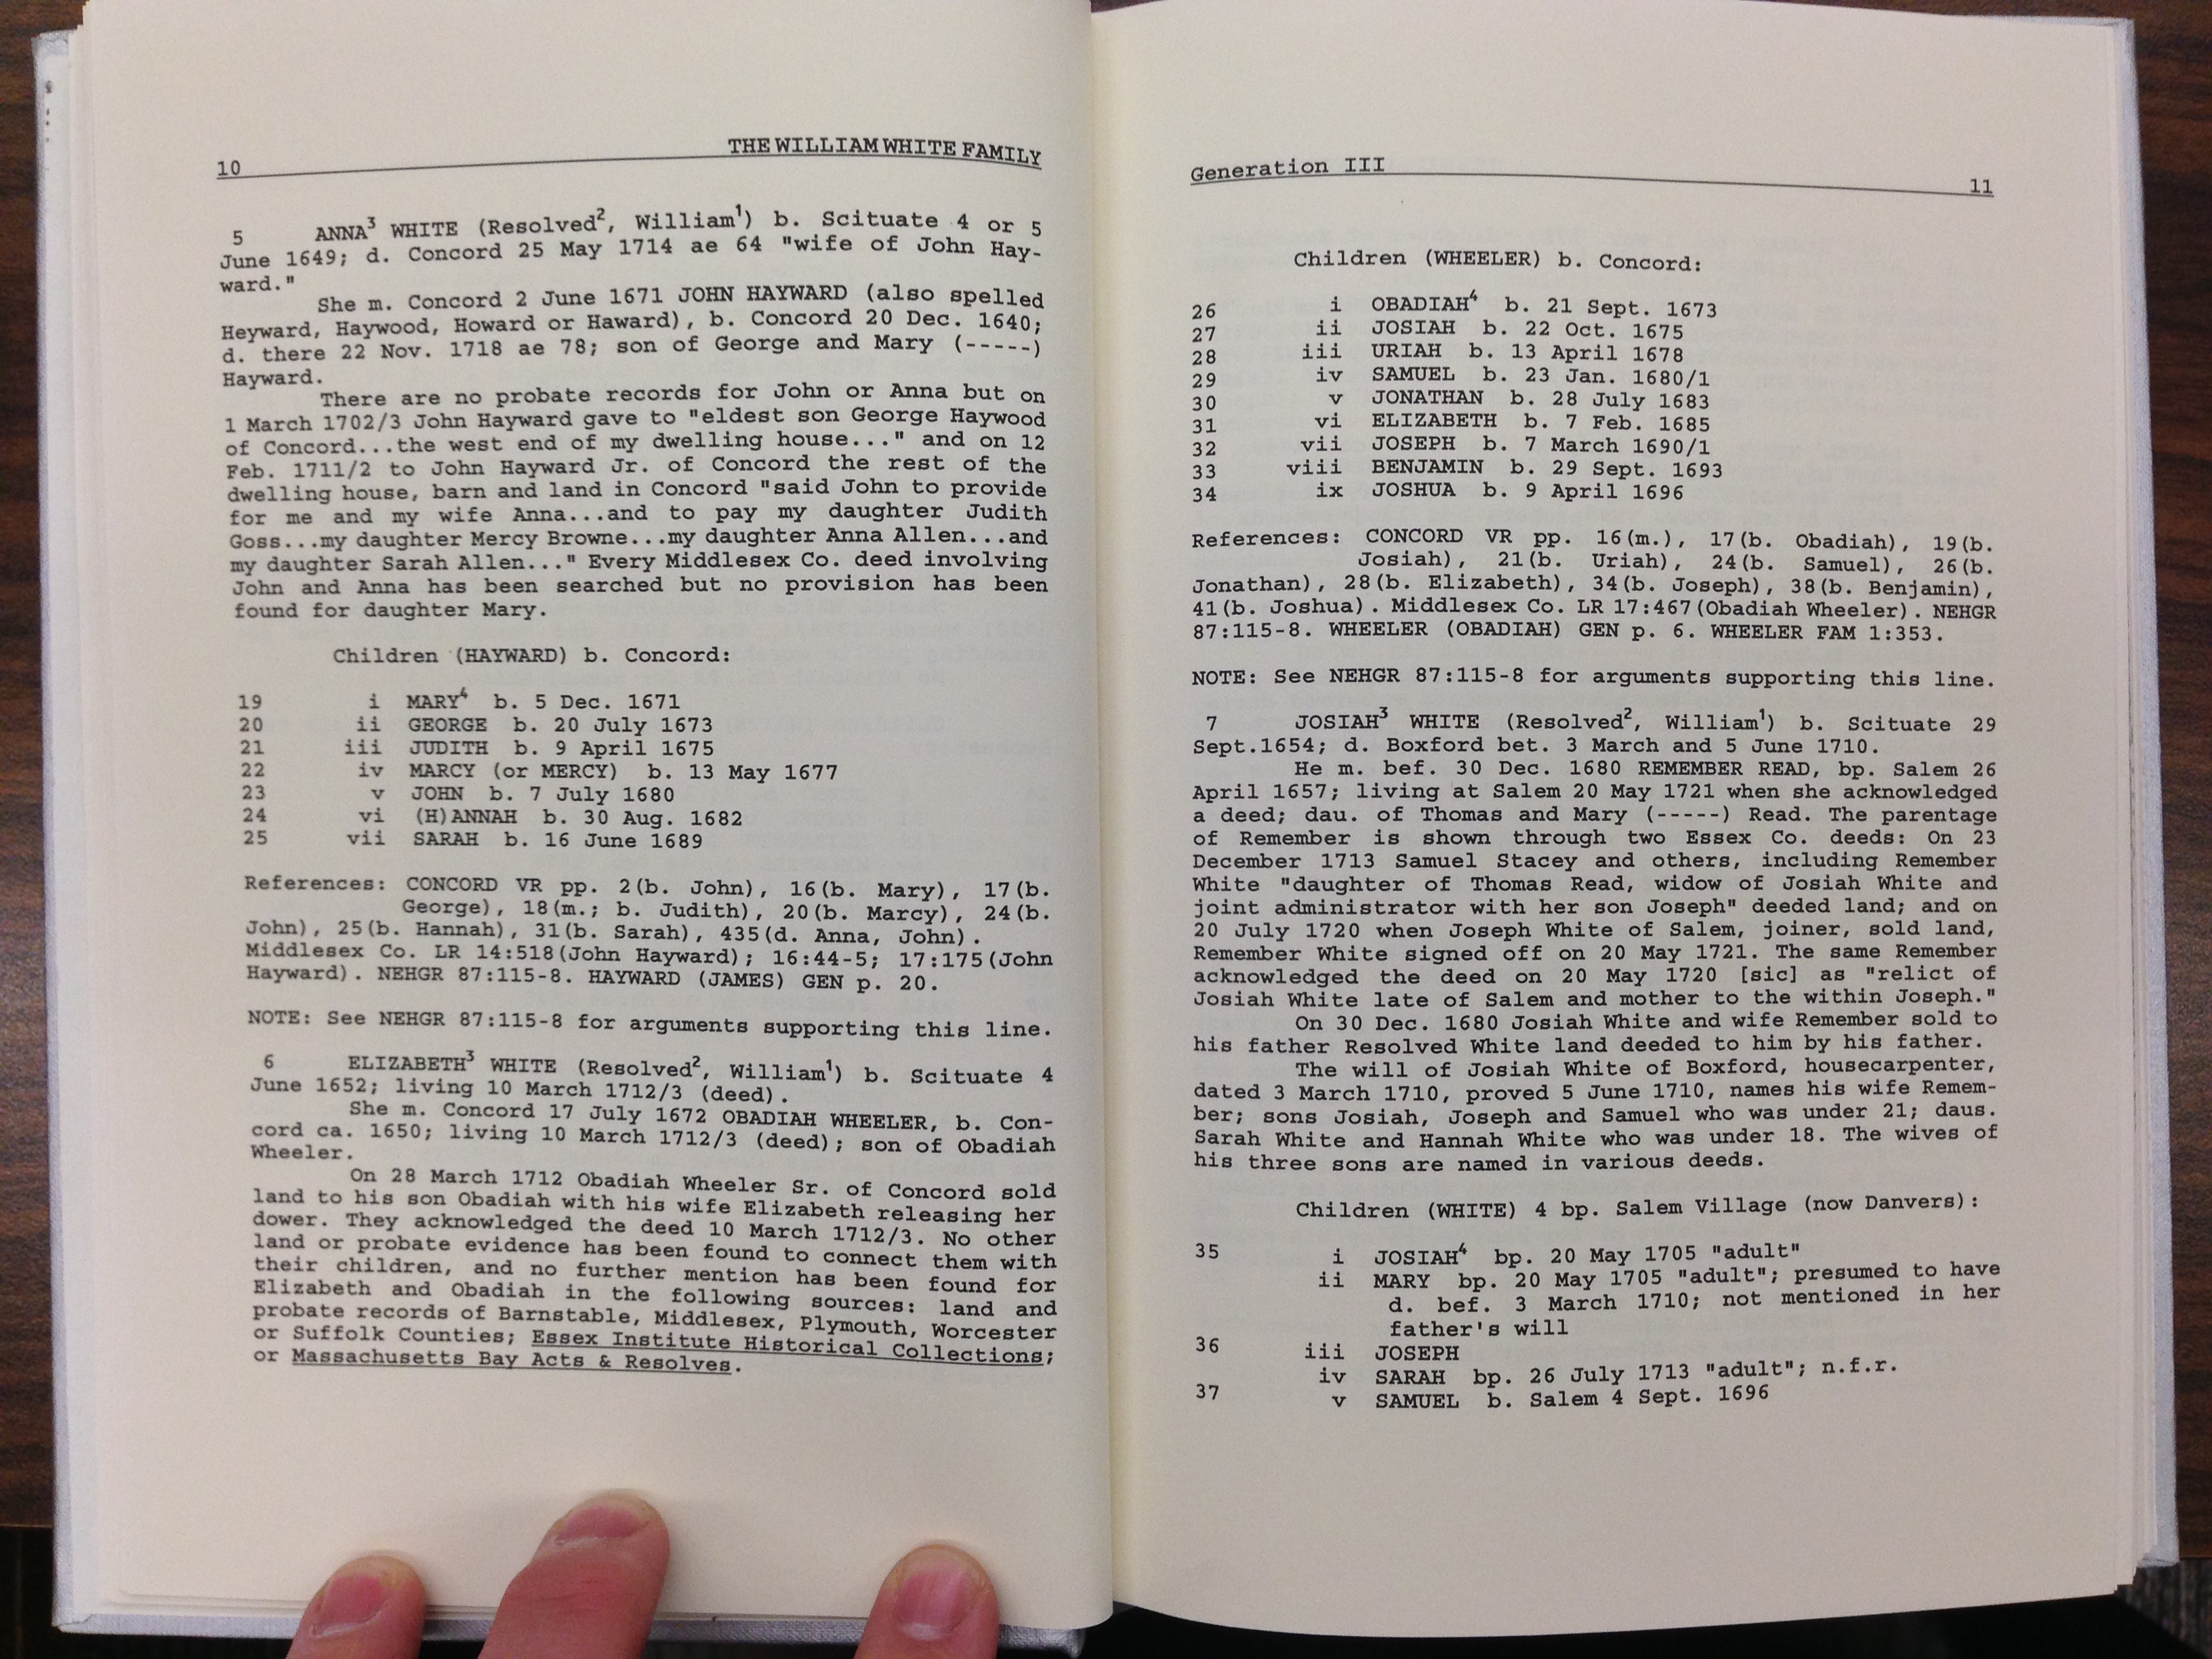 10 THE WILLIAM WHITE FAMILY
5 ANNA³ WHITE (Resolved², William¹) b. Scituate 4 or 5
June 1649; d. Concord 25 May 1714 ae 64 "wife of John Hay-
ward."
She m. Concord 2 June 1671 JOHN HAYWARD (also spelled
Heyward, Haywood, Howard or Haward), b. Concord 20 Dec. 1640;
d. there 22 Nov. 1718 ae 78; son of George and Mary (-----)
Hayward.
There are no probate records for John or Anna but on
1 March 1702/3 John Hayward gave to "eldest son George Haywood
of Concord...the west end of my dwelling house..." and on 12
Feb. 1711/2 to John Hayward Jr. of Concord the rest of the
dwelling house, barn and land in Concord "said John to provide
for me and my wife Anna...and to pay my daughter Judith
Goss...my daughter Mercy Browne...my daughter Anna Allen...and
my daughter Sarah Allen..." Every Middlesex Co. deed involving
John and Anna has been searched but no provision has been
found for daughter Mary.
Children (HAYWARD) b. Concord:
19 i MARY⁴ b. 5 Dec. 1671
20 ii GEORGE b. 20 July 1673
21 iii JUDITH b. 9 April 1675
22 iv MARCY (or MERCY) b. 13 May 1677
23 v JOHN b. 7 July 1680
24 vi (H)ANNAH b. 30 Aug. 1682
25 vii SARAH b. 16 June 1689
References: CONCORD VR pp. 2(b. John), 16(b. Mary), 17(b.
George), 18(m.; b. Judith), 20(b. Marcy), 24(b.
John), 25(b. Hannah), 31(b. Sarah), 435(d. Anna, John).
Middlesex Co. LR 14:518(John Hayward); 16:44-5; 17:175(John
Hayward). NEHGR 87:115-8. HAYWARD (JAMES) GEN p. 20.
NOTE: See NEHGR 87:115-8 for arguments supporting this line.
6 ELIZABETH³ WHITE (Resolved², William¹) b. Scituate 4
June 1652; living 10 March 1712/3 (deed).
She m. Concord 17 July 1672 OBADIAH WHEELER, b. Con-
cord ca. 1650; living 10 March 1712/3 (deed); son of Obadiah
Wheeler.
On 28 March 1712 Obadiah Wheeler Sr. of Concord sold
land to his son Obadiah with his wife Elizabeth releasing her
dower. They acknowledged the deed 10 March 1712/3. No other
land or probate evidence has been found to connect them with
their children, and no further mention has been found for
Elizabeth and Obadiah in the following sources: land and
probate records of Barnstable, Middlesex, Plymouth, Worcester
or Suffolk Counties; Essex Institute Historical Collections;
or Massachusetts Bay Acts & Resolves.
Generation III 11
Children (WHEELER) b. Concord:
26 i OBADIAH⁴ b. 21 Sept. 1673
27 ii JOSIAH b. 22 Oct. 1675
28 iii URIAH b. 13 April 1678
29 iv SAMUEL b. 23 Jan. 1680/1
30 v JONATHAN b. 28 July 1683
31 vi ELIZABETH b. 7 Feb. 1685
32 vii JOSEPH b. 7 March 1690/1
33 viii BENJAMIN b. 29 Sept. 1693
34 ix JOSHUA b. 9 April 1696
References: CONCORD VR pp. 16(m.), 17(b. Obadiah), 19(b.
Josiah), 21(b. Uriah), 24(b. Samuel), 26(b.
Jonathan), 28(b. Elizabeth), 34(b. Joseph), 38(b. Benjamin),
41(b. Joshua). Middlesex Co. LR 17:467(Obadiah Wheeler). NEHGR
87:115-8. WHEELER (OBADIAH) GEN p. 6. WHEELER FAM 1:353.
NOTE: See NEHGR 87:115-8 for arguments supporting this line.
7 JOSIAH³ WHITE (Resolved², William¹) b. Scituate 29
Sept.1654; d. Boxford bet. 3 March and 5 June 1710.
He m. bef. 30 Dec. 1680 REMEMBER READ, bp. Salem 26
April 1657; living at Salem 20 May 1721 when she acknowledged
a deed; dau. of Thomas and Mary (-----) Read. The parentage
of Remember is shown through two Essex Co. deeds: On 23
December 1713 Samuel Stacey and others, including Remember
White "daughter of Thomas Read, widow of Josiah White and
joint administrator with her son Joseph" deeded land; and on
20 July 1720 when Joseph White of Salem, joiner, sold land,
Remember White signed off on 20 May 1721. The same Remember
acknowledged the deed on 20 May 1720 [sic] as "relict of
Josiah White late of Salem and mother to the within Joseph."
On 30 Dec. 1680 Josiah White and wife Remember sold to
his father Resolved White land deeded to him by his father.
The will of Josiah White of Boxford, housecarpenter,
dated 3 March 1710, proved 5 June 1710, names his wife Remem-
ber; sons Josiah, Joseph and Samuel who was under 21; daus.
Sarah White and Hannah White who was under 18. The wives of
his three sons are named in various deeds.
Children (WHITE) 4 bp. Salem Village (now Danvers):
35 i JOSIAH⁴ bp. 20 May 1705 "adult"
ii MARY bp. 20 May 1705 "adult"; presumed to have
d. bef. 3 March 1710; not mentioned in her
father's will
36 iii JOSEPH
iv SARAH bp. 26 July 1713 "adult"; n.f.r.
37 v SAMUEL b. Salem 4 Sept. 1696